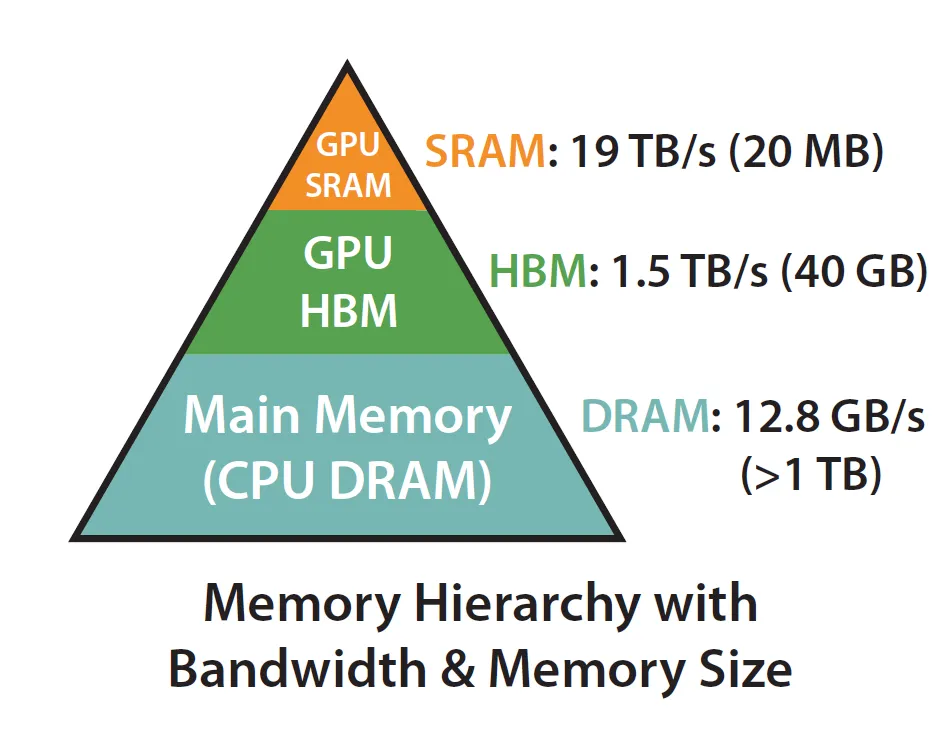 GPU
SRAM
SRAM: 19 TB/s (20 MB)
GPU
HBM
HBM: 1.5 TB/s (40 GB)
Main Memory
(CPU DRAM)
DRAM: 12.8 GB/s
(>1 TB)
Memory Hierarchy with
Bandwidth & Memory Size